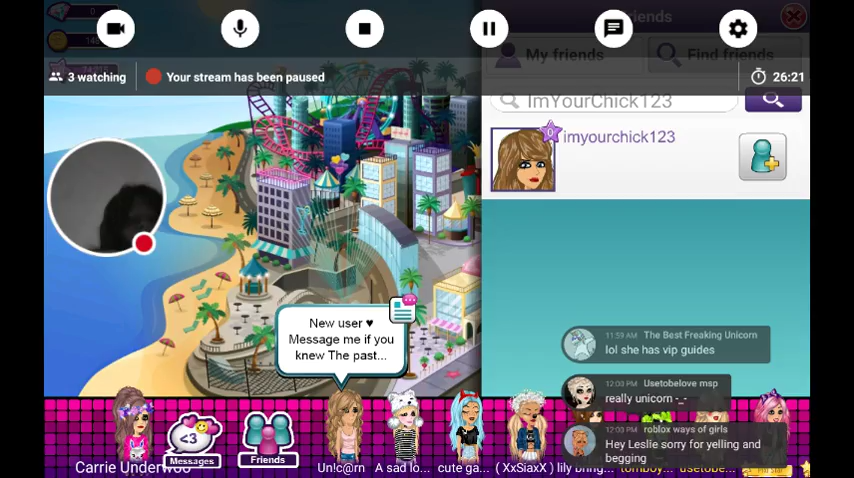 0
148
Friends
3 watching
Your stream has been paused
26:21
My friends
Find friends
ImYourChick123
0
imyourchick123
New user ♥
Message me if you
knew The past...
11:59 AM The Best Freaking Unicorn
lol she has vip guides
12:03 PM Usetobelove msp
really unicorn -_-
12:03 PM roblox ways of girls
Hey Leslie sorry for yelling and
begging
<3
Messages
Friends
Carrie Underwoo
Un!c@rn
A sad lo...
cute ga...
( XxSiaxX )
lily bring...
tomboy...
usetobe...